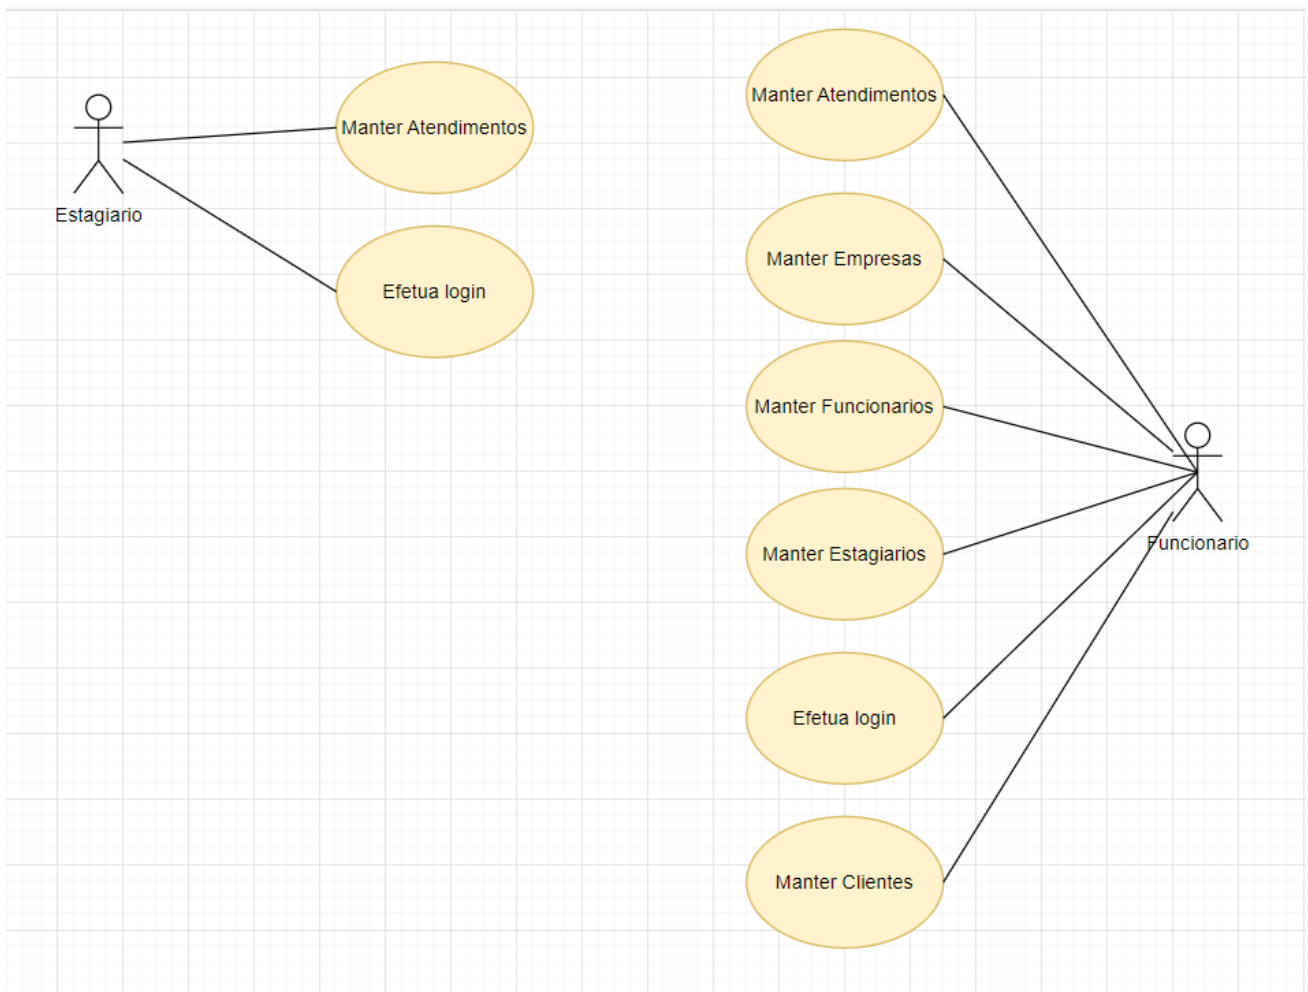 Estagiario
Manter Atendimentos
Efetua login
Manter Atendimentos
Manter Empresas
Manter Funcionarios
Manter Estagiarios
Efetua login
Manter Clientes
Funcionario